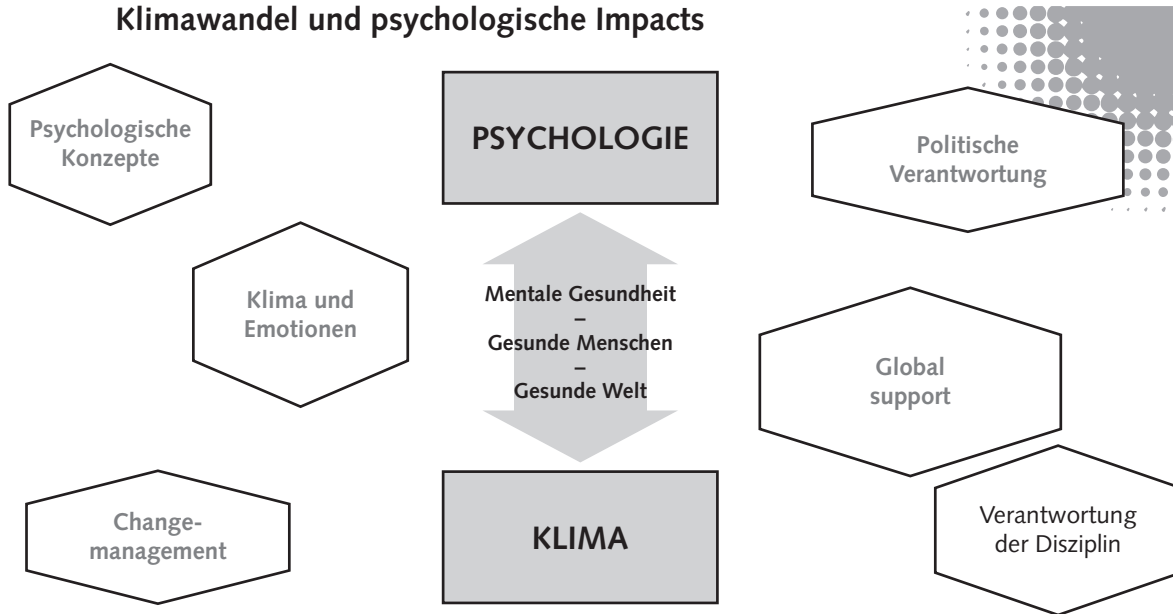 Klimawandel und psychologische Impacts
Psychologische
Konzepte
PSYCHOLOGIE
Politische
Verantwortung
Klima und
Emotionen
Mentale Gesundheit
–
Gesunde Menschen
–
Gesunde Welt
Global
support
Change-
management
KLIMA
Verantwortung
der Disziplin